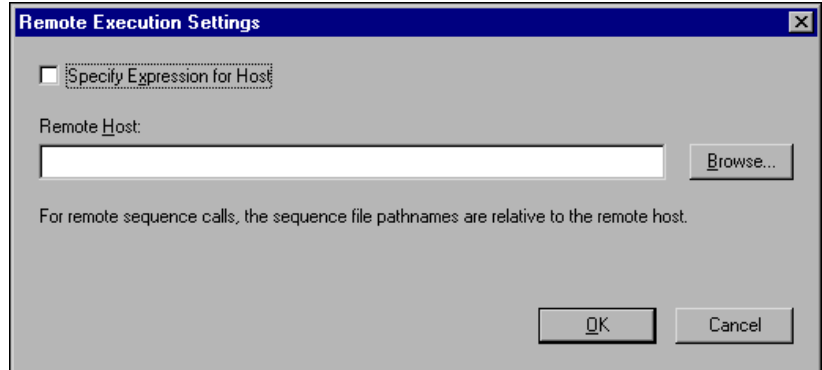 Remote Execution Settings
Specify Expression for Host
Remote Host:
Browse...
For remote sequence calls, the sequence file pathnames are relative to the remote host.
OK
Cancel